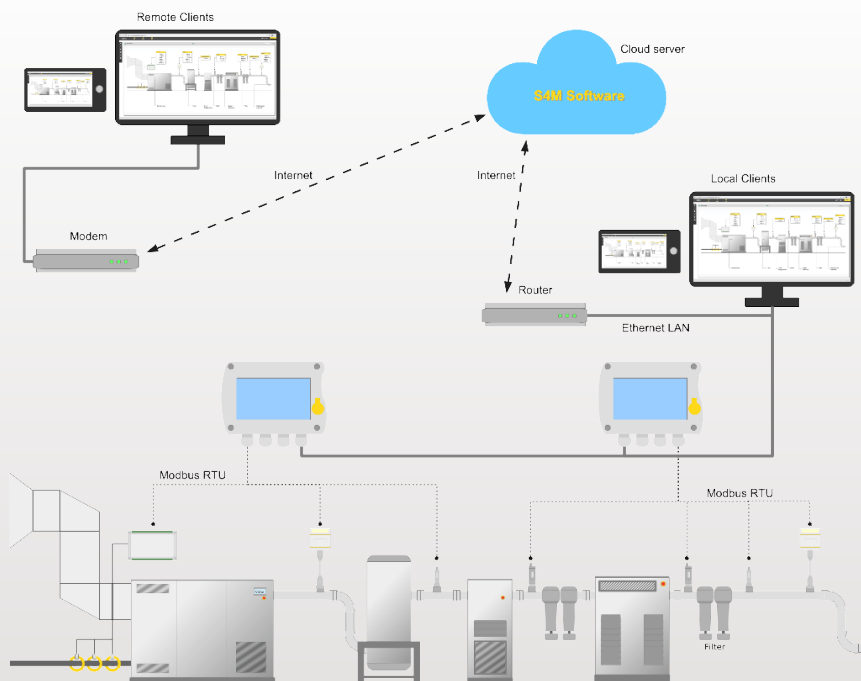 Remote Clients
Cloud server
S4M Software
Internet
Internet
Local Clients
Modem
Router
Ethernet LAN
Modbus RTU
Modbus RTU
Filter